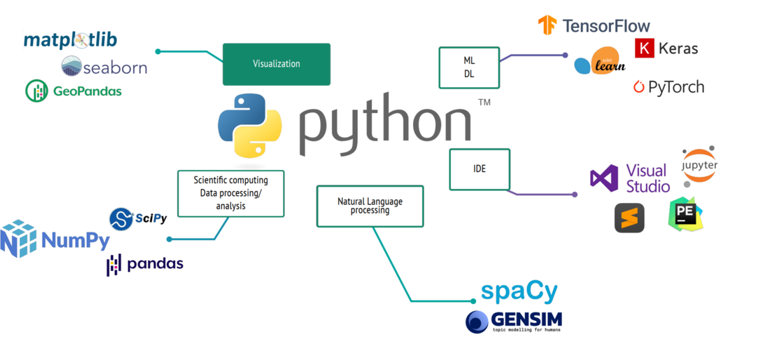 matplotlib
seaborn
GeoPandas
Visualization
ML
DL
TensorFlow
learn
Keras
PyTorch
python TM
Scientific computing
Data processing/
analysis
SciPy
NumPy
pandas
Natural Language
processing
spaCy
GENSIM
topic modelling for humans
IDE
Visual
Studio
jupyter
S
PE